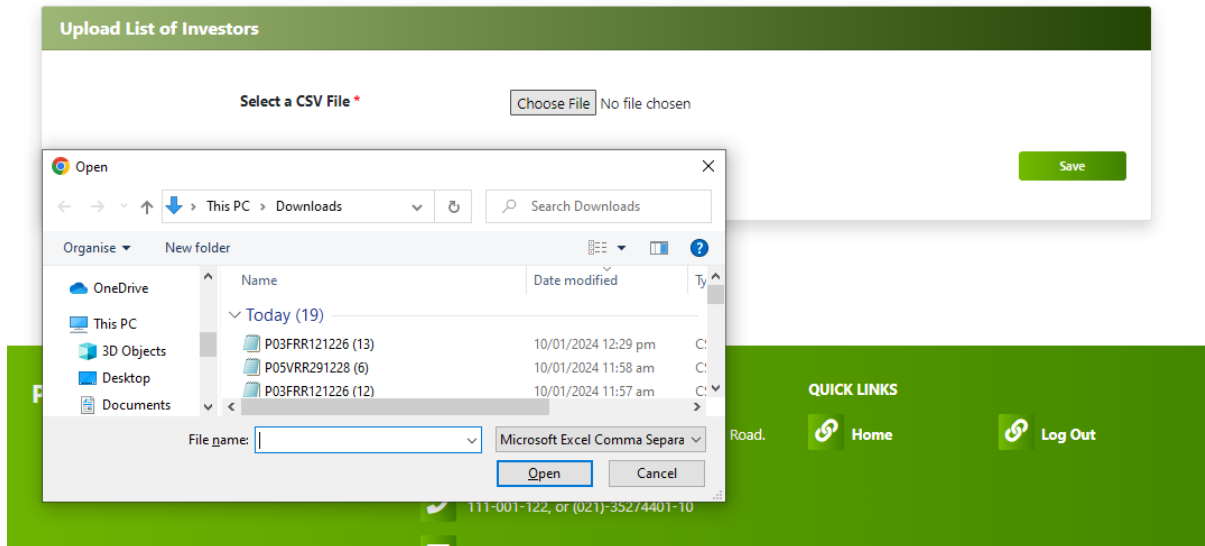 Upload List of Investors
Select a CSV File *
Choose File No file chosen
Open
Save
This PC > Downloads
Search Downloads
Organise
New folder
Name
Date modified
OneDrive
This PC
3D Objects
Desktop
Documents
Today (19)
P03FRR121226 (13) 10/01/2024 12:29 pm
P05VRR291228 (6) 10/01/2024 11:58 am
P03FRR121226 (12) 10/01/2024 11:57 am
File name:
Microsoft Excel Comma Separa
Open
Cancel
QUICK LINKS
Road.
Home
Log Out
111-001-122, or (021)-35274401-10